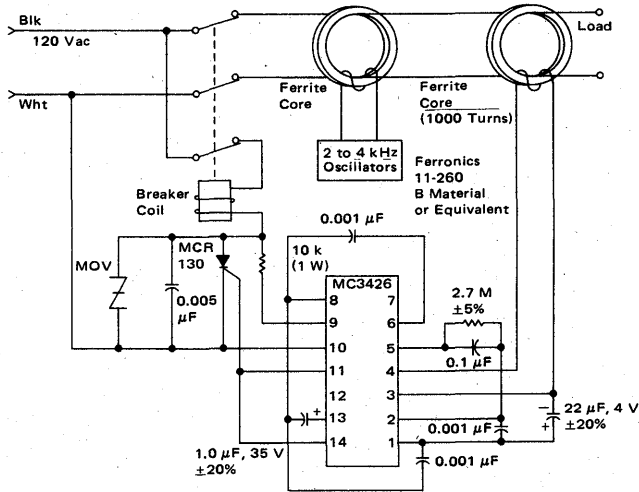 Blk
120 Vac
Wht
Load
Ferrite
Core
Ferrite
Core
(1000 Turns)
2 to 4 kHz
Oscillators
Ferronics
11-260
B Material
or Equivalent
Breaker
Coil
0.001 µF
10 k
(1 W)
MCR
130
MOV
0.005
µF
MC3426
8
7
9
6
10
5
11
4
12
3
13
2
14
1
2.7 M
±5%
0.1 µF
+
1.0 µF, 35 V
±20%
0.001 µF
0.001 µF
−
+
22 µF, 4 V
±20%